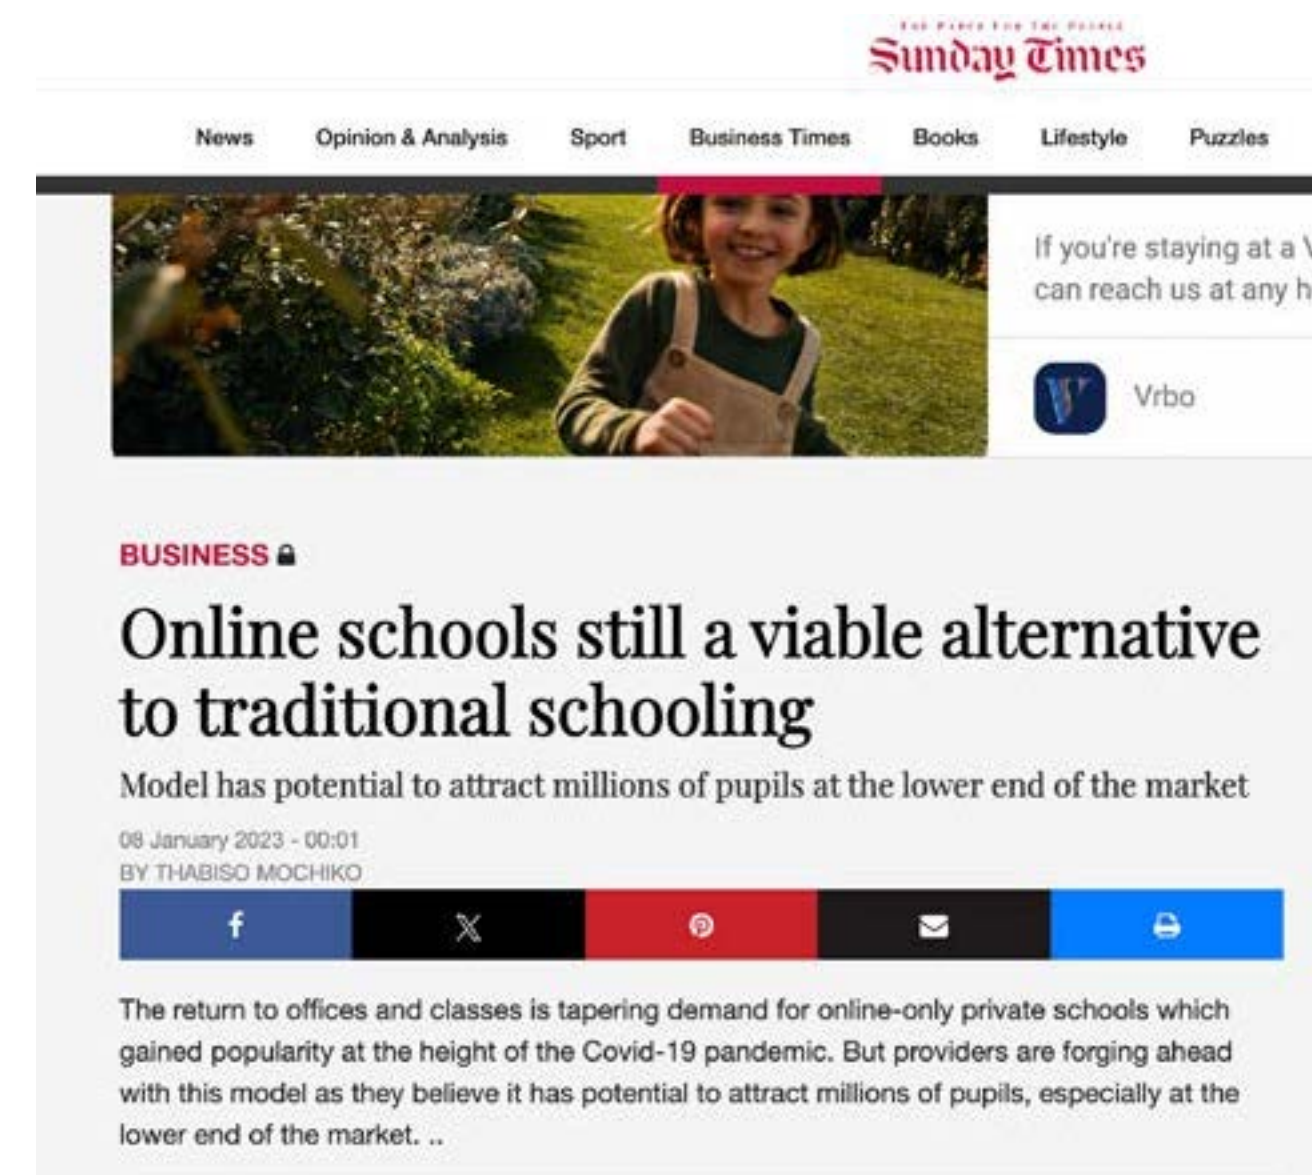 THE PAPER FOR THE PEOPLE
Sunday Times
News Opinion & Analysis Sport Business Times Books Lifestyle Puzzles
If you're staying at a V
can reach us at any h
Vrbo
BUSINESS
Online schools still a viable alternative
to traditional schooling
Model has potential to attract millions of pupils at the lower end of the market
08 January 2023 - 00:01
BY THABISO MOCHIKO
The return to offices and classes is tapering demand for online-only private schools which
gained popularity at the height of the Covid-19 pandemic. But providers are forging ahead
with this model as they believe it has potential to attract millions of pupils, especially at the
lower end of the market. ..